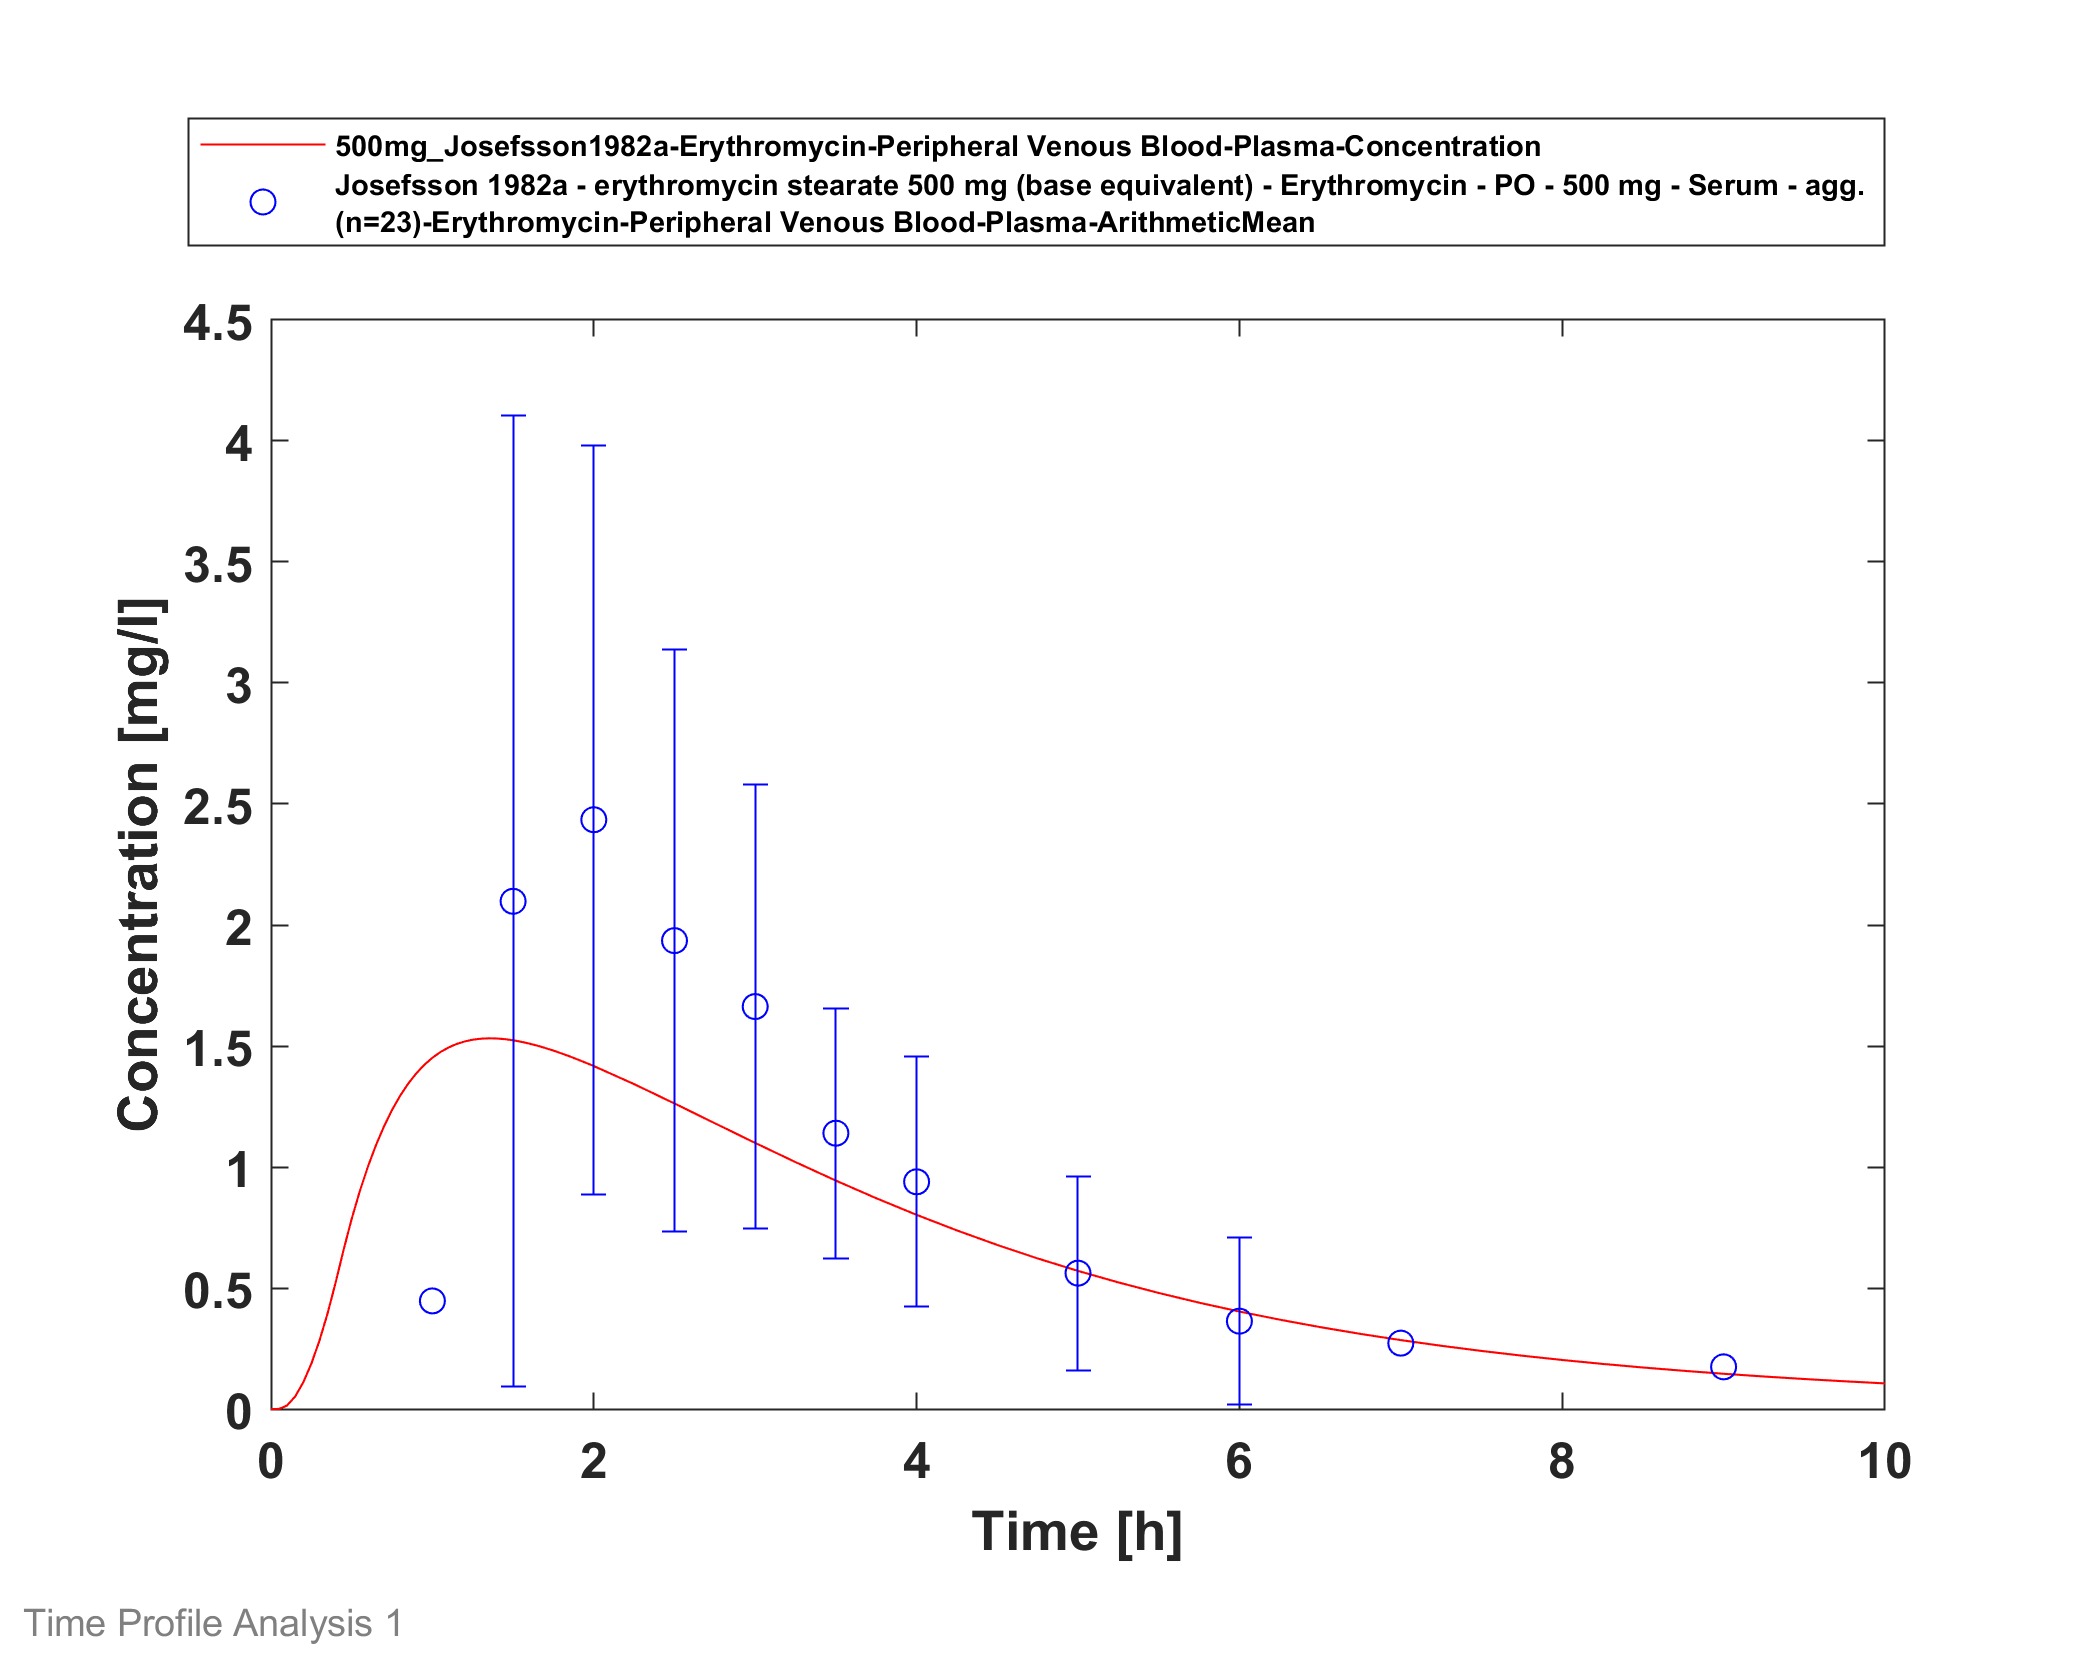 500mg_Josefsson1982a-Erythromycin-Peripheral Venous Blood-Plasma-Concentration
Josefsson 1982a - erythromycin stearate 500 mg (base equivalent) - Erythromycin - PO - 500 mg - Serum - agg.
(n=23)-Erythromycin-Peripheral Venous Blood-Plasma-ArithmeticMean
4.5
4
3.5
3
2.5
2
1.5
1
0.5
0
Concentration [mg/l]
0 2 4 6 8 10
Time [h]
Time Profile Analysis 1